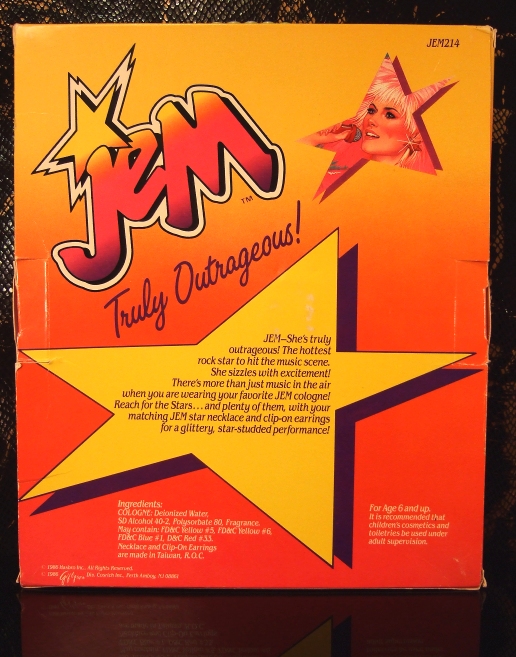 JEM214
JEM™
Truly Outrageous!
JEM–She's truly
outrageous! The hottest
rock star to hit the music scene.
She sizzles with excitement!
There's more than just music in the air
when you are wearing your favorite JEM cologne!
Reach for the Stars...and plenty of them, with your
matching JEM star necklace and clip-on earrings
for a glittery, star-studded performance!
Ingredients:
COLOGNE: Deionized Water,
SD Alcohol 40-2, Polysorbate 80, Fragrance.
May contain: FD&C Yellow #5, FD&C Yellow #6,
FD&C Blue #1, D&C Red #33.
Necklace and Clip-On Earrings
are made in Taiwan, R.O.C.
For Age 6 and up.
It is recommended that
children's cosmetics and
toiletries be used under
adult supervision.
© 1986 Hasbro Inc., All Rights Reserved.
© 1986 Div. Inc., Perth Amboy, NJ 08861